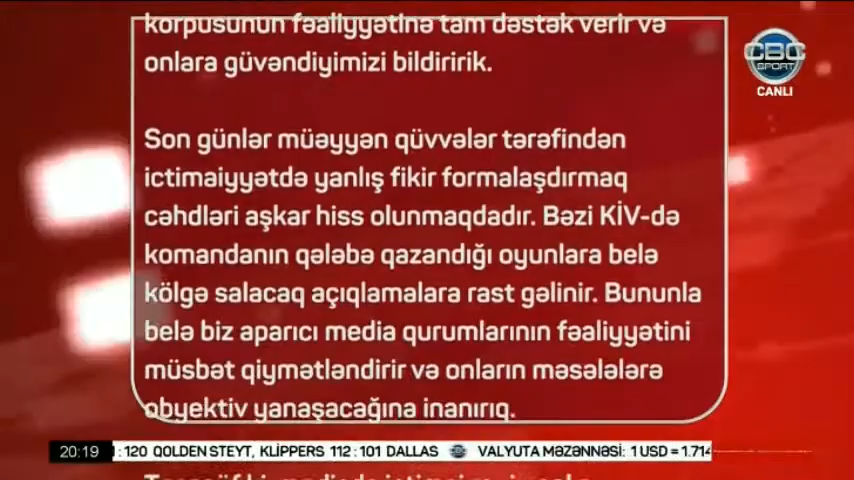 korpusunun fəaliyyətinə tam dəstək verir və
onlara güvəndiyimizi bildiririk.
Son günlər müəyyən qüvvələr tərəfindən
ictimaiyyətdə yanlış fikir formalaşdırmaq
cəhdləri aşkar hiss olunmaqdadır. Bəzi KİV-də
komandanın qələbə qazandığı oyunlara belə
kölgə salacaq açıqlamalara rast gəlinir. Bununla
belə biz aparıcı media qurumlarının fəaliyyətini
müsbət qiymətləndirir və onların məsələlərə
obyektiv yanaşacağına inanırıq.
CBC
SPORT
CANLI
20:19 :120 QOLDEN STEYT, KLIPPERS 112 : 101 DALLAS VALYUTA MƏZƏNNƏSİ: 1 USD = 1.714